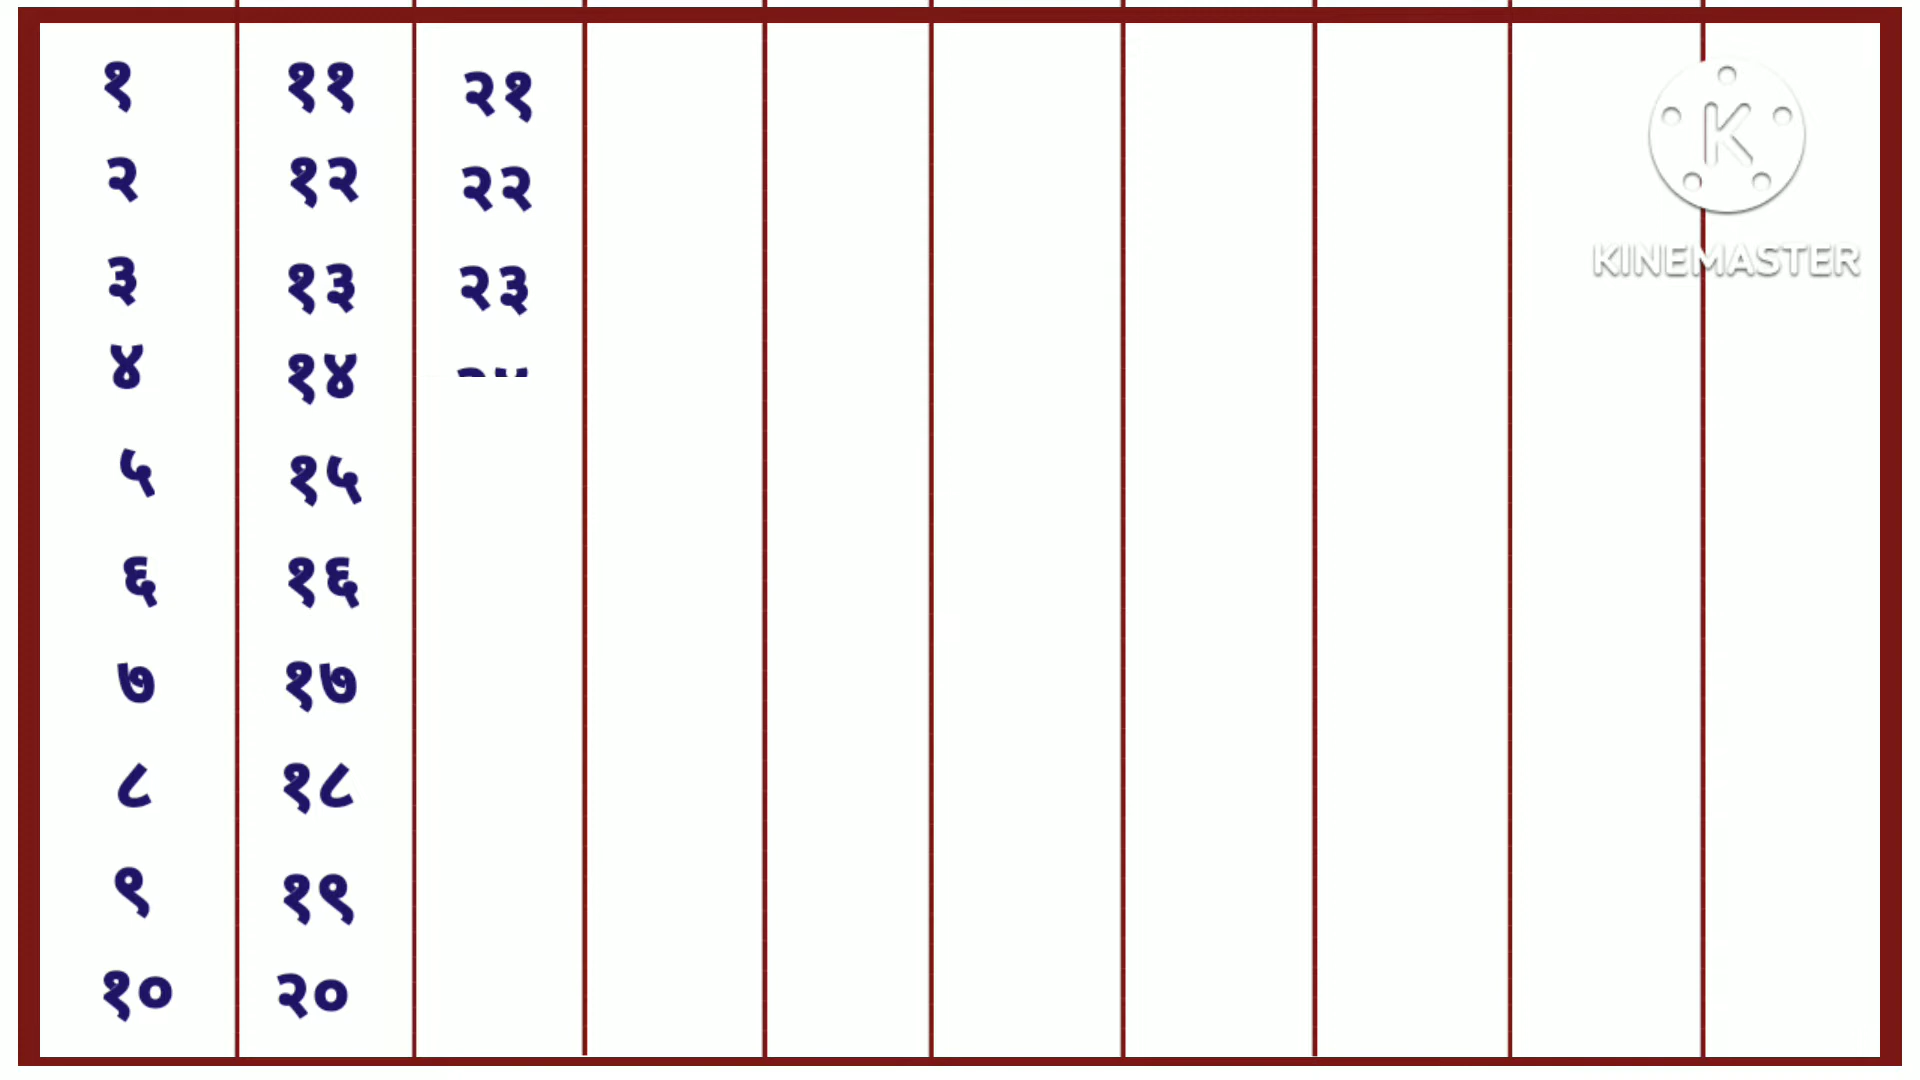 १ ११ २१
२ १२ २२
३ १३ २३
४ १४
५ १५
६ १६
७ १७
८ १८
९ १९
१० २०
KINEMASTER